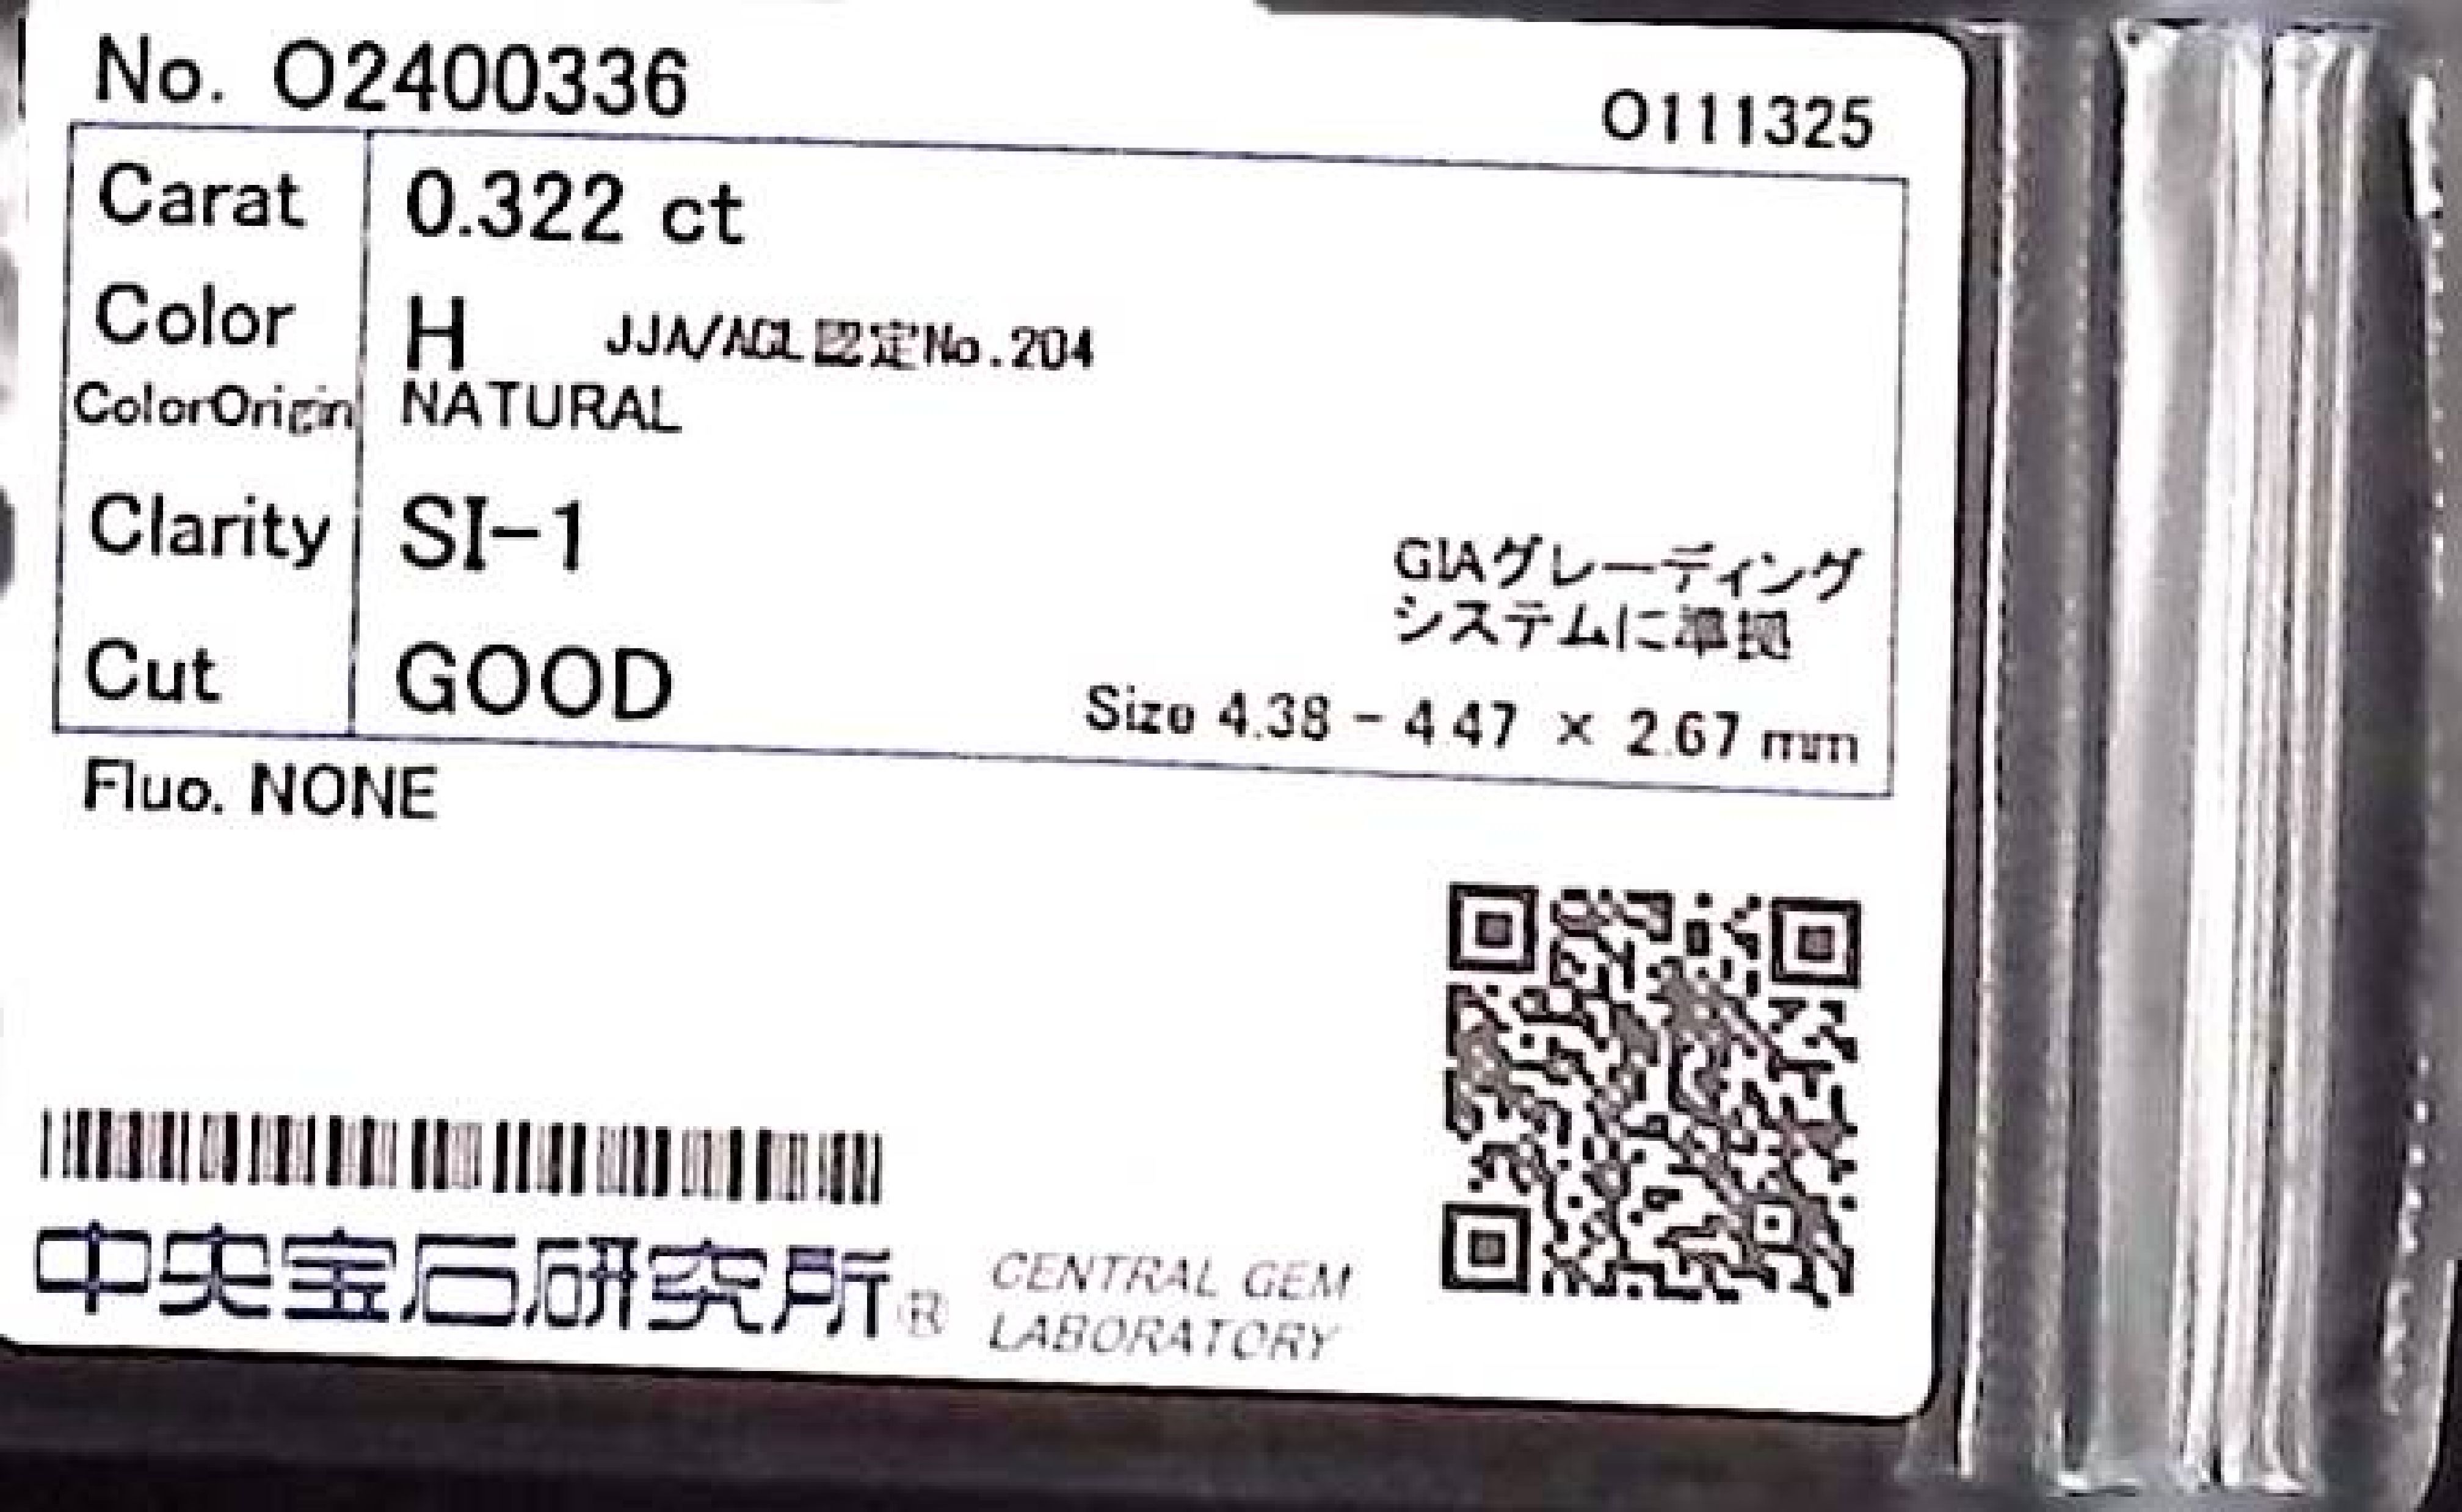 No. O2400336
O111325
Carat 0.322 ct
Color H JJA/AGL認定No.204
ColorOrigin NATURAL
Clarity SI-1
GIAグレーディング
システムに準拠
Cut GOOD
Size 4.38 - 4.47 × 2.67 mm
Fluo. NONE
中央宝石研究所® CENTRAL GEM
LABORATORY